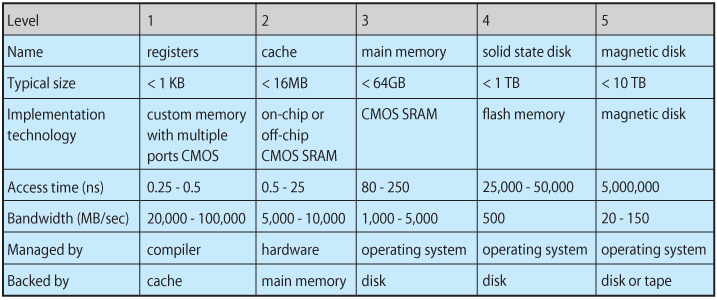 Level 1 2 3 4 5
Name registers cache main memory solid state disk magnetic disk
Typical size < 1 KB < 16MB < 64GB < 1 TB < 10 TB
Implementation custom memory on-chip or CMOS SRAM flash memory magnetic disk
technology with multiple off-chip
ports CMOS CMOS SRAM
Access time (ns) 0.25 - 0.5 0.5 - 25 80 - 250 25,000 - 50,000 5,000,000
Bandwidth (MB/sec) 20,000 - 100,000 5,000 - 10,000 1,000 - 5,000 500 20 - 150
Managed by compiler hardware operating system operating system operating system
Backed by cache main memory disk disk disk or tape